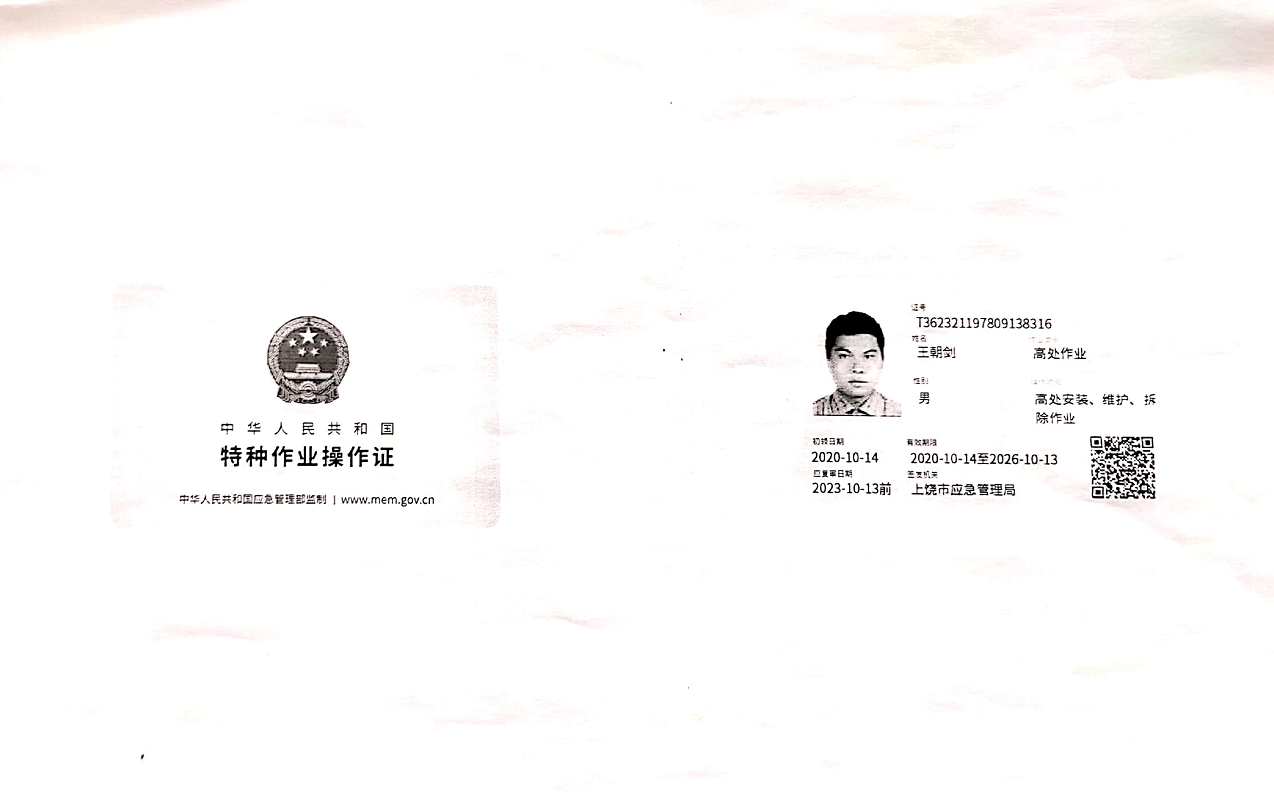 中华人民共和国
特种作业操作证
中华人民共和国应急管理部监制 | www.mem.gov.cn
证号
T362321197809138316
姓名
王朝剑
高处作业
性别
男
高处安装、维护、拆
除作业
初领日期
有效期限
2020-10-14
2020-10-14至2026-10-13
应复审日期
签发机关
2023-10-13前
上饶市应急管理局